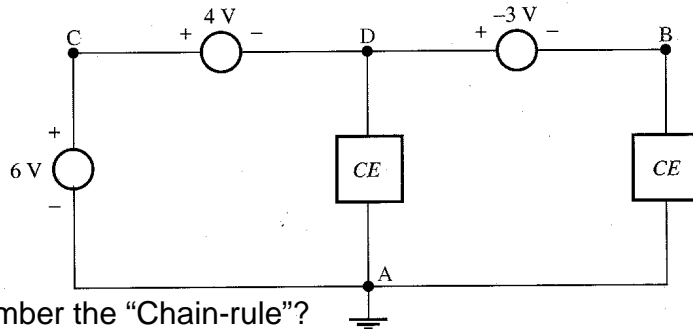 4 V
–3 V
C
+
–
D
+
–
B
+
6 V
–
CE
CE
A
mber the “Chain-rule”?